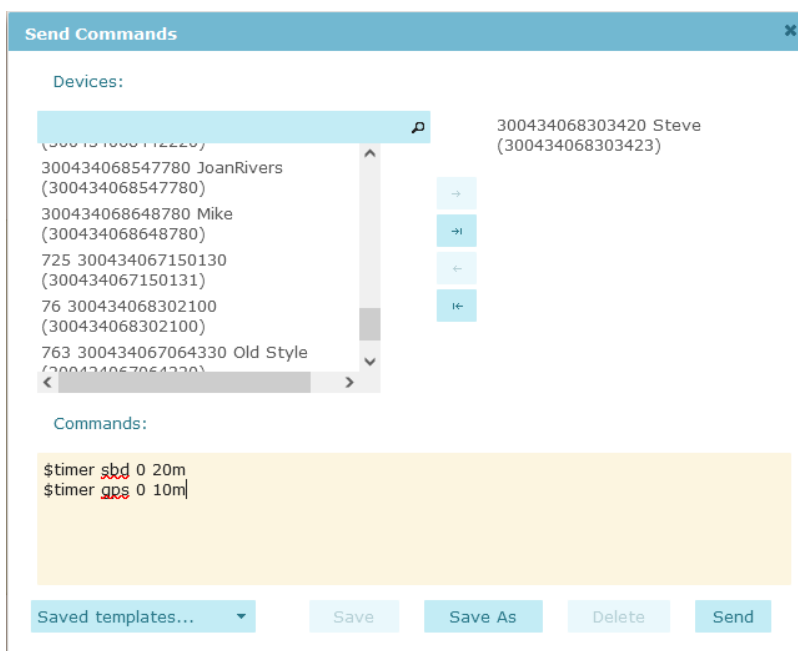 Send Commands
Devices:
300434068547780 JoanRivers
(300434068547780)
300434068648780 Mike
(300434068648780)
725 300434067150130
(300434067150131)
76 300434068302100
(300434068302100)
763 300434067064330 Old Style
300434068303420 Steve
(300434068303423)
Commands:
$timer sbd 0 20m
$timer gps 0 10m
Saved templates...
Save
Save As
Delete
Send